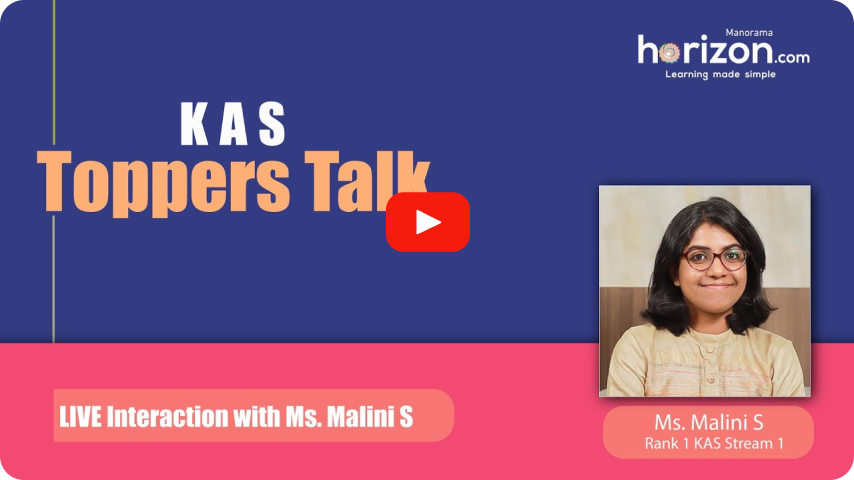 Manorama
horizon.com
Learning made simple
KAS
Toppers Talk
LIVE Interaction with Ms. Malini S
Ms. Malini S
Rank 1 KAS Stream 1